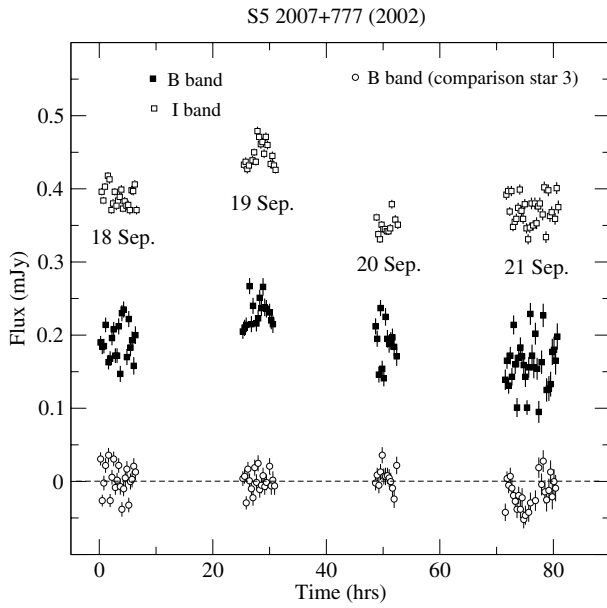 S5 2007+777 (2002)
B band
B band (comparison star 3)
I band
0.5
0.4
19 Sep.
18 Sep.
20 Sep.
21 Sep.
0.3
Flux (mJy)
0.2
0.1
0
0
20
40
60
80
Time (hrs)